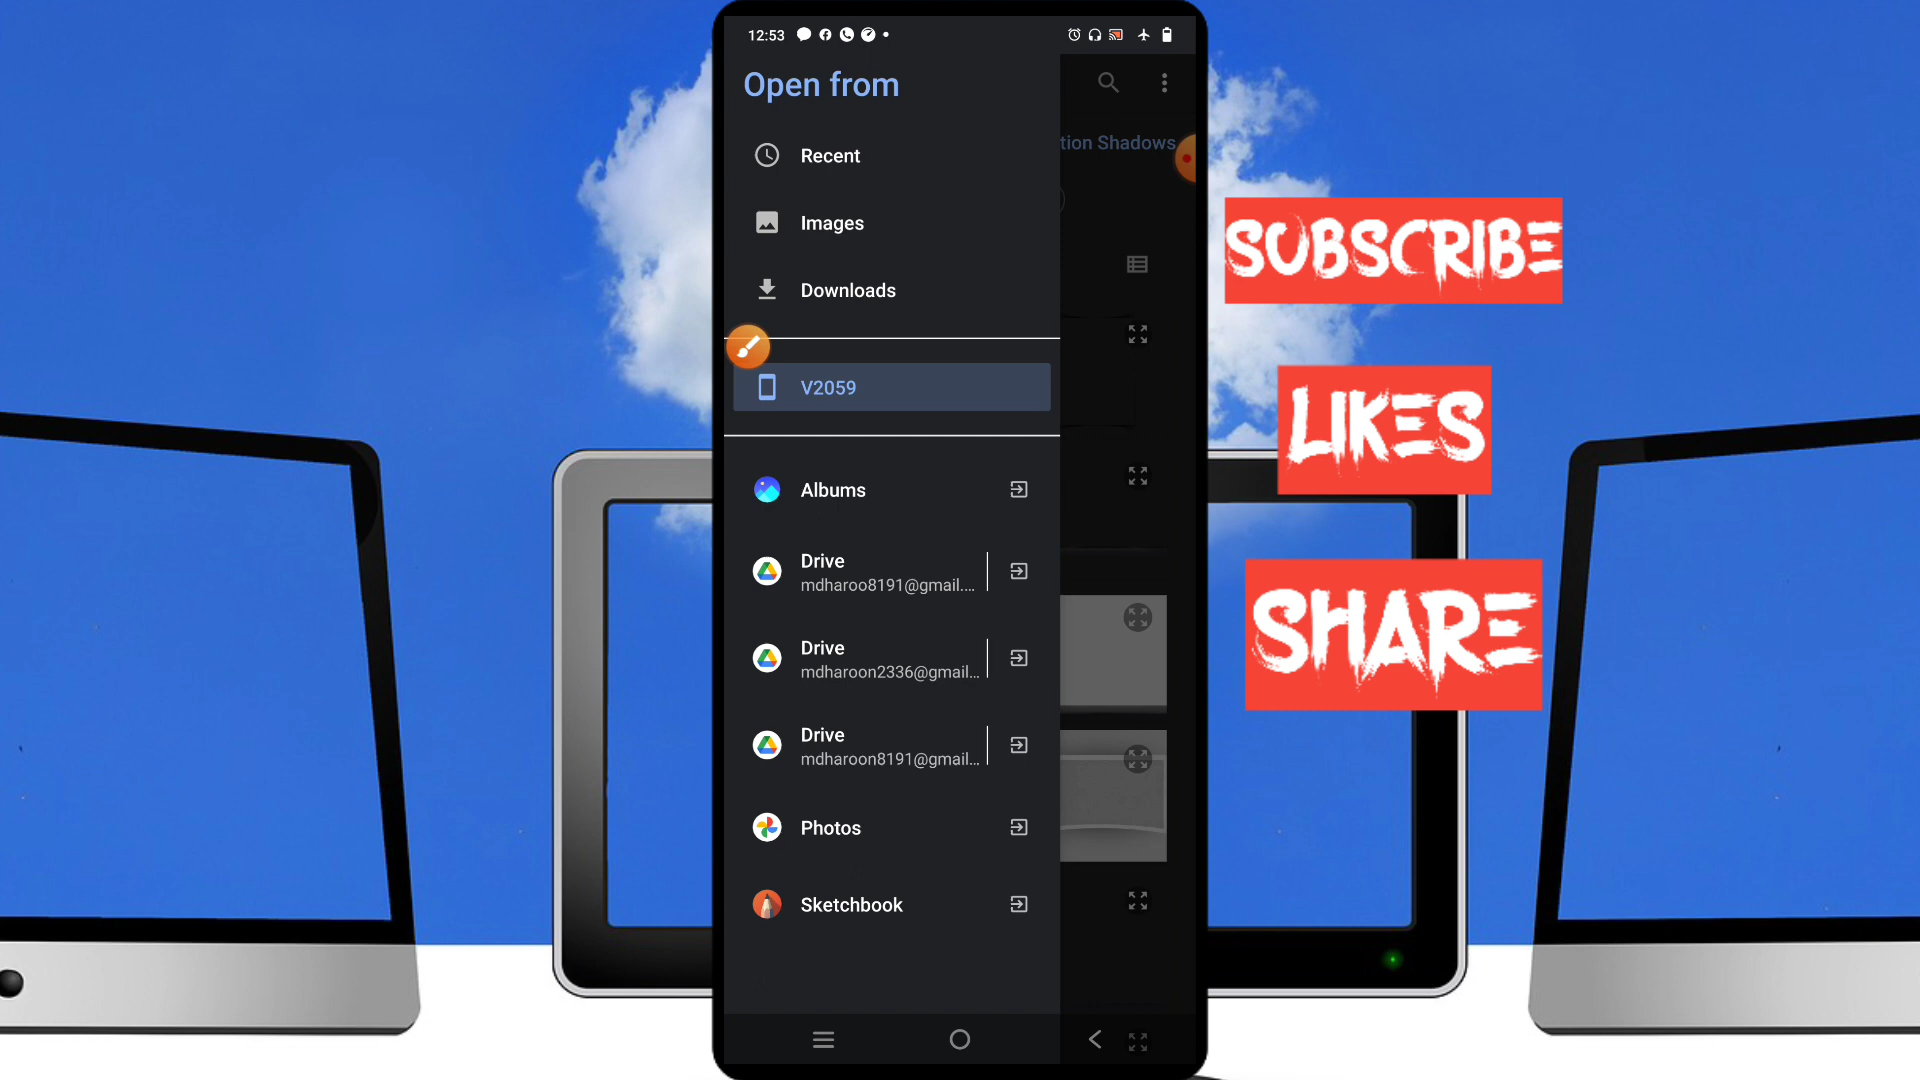 12:53
Open from
Recent
Images
Downloads
V2059
Albums
Drive
mdharoo8191@gmail....
Drive
mdharoon2336@gmail...
Drive
mdharoon8191@gmail...
Photos
Sketchbook
tion Shadows
SUBSCRIBE
LIKES
SHARE